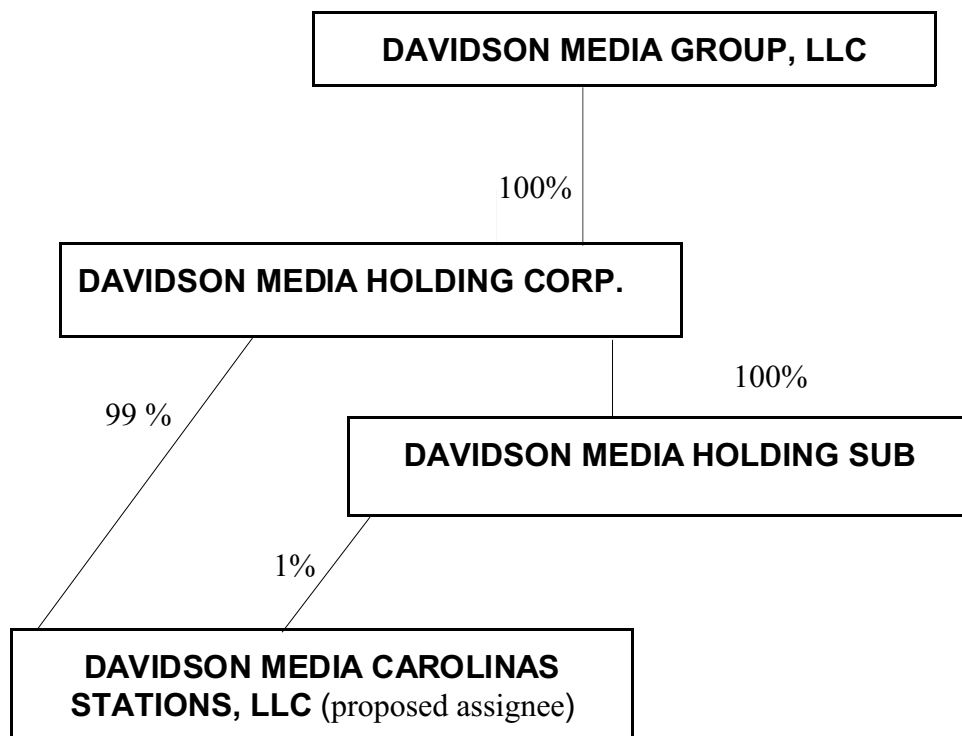 DAVIDSON MEDIA GROUP, LLC
100%
DAVIDSON MEDIA HOLDING CORP.
100%
99 %
DAVIDSON MEDIA HOLDING SUB
1%
DAVIDSON MEDIA CAROLINAS
STATIONS, LLC (proposed assignee)